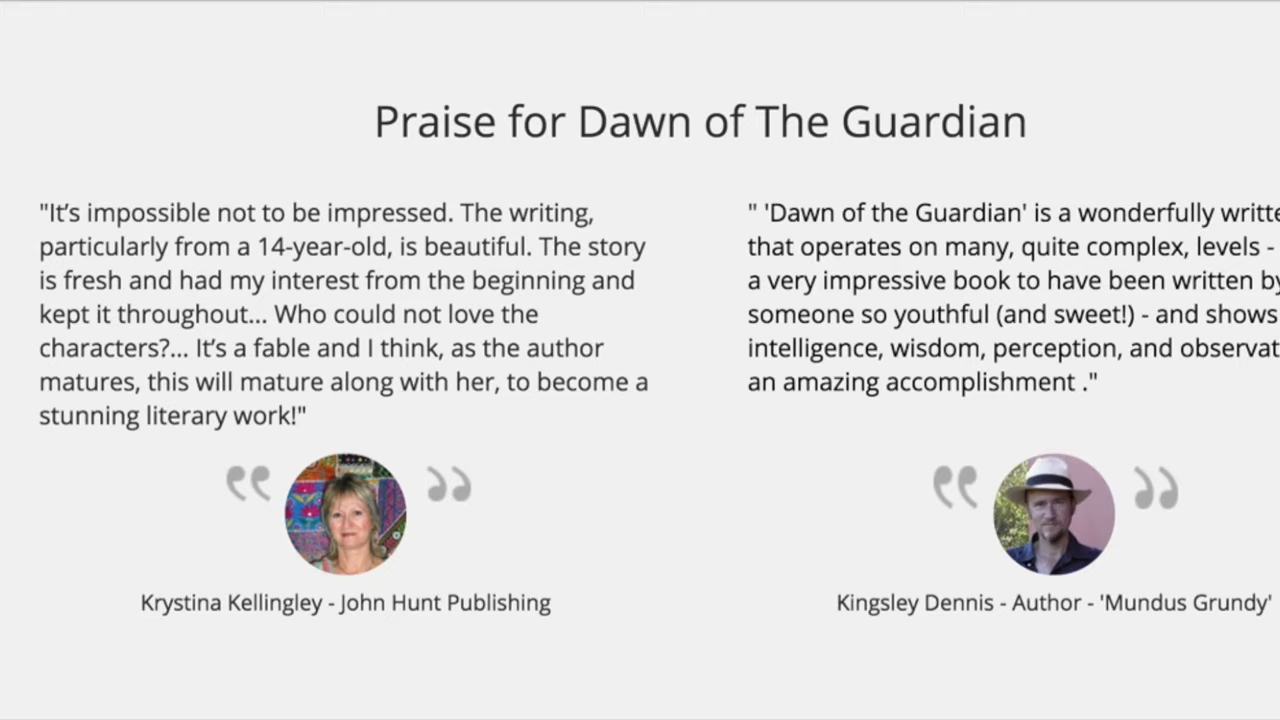 Praise for Dawn of The Guardian
"It’s impossible not to be impressed. The writing,
particularly from a 14-year-old, is beautiful. The story
is fresh and had my interest from the beginning and
kept it throughout... Who could not love the
characters?... It’s a fable and I think, as the author
matures, this will mature along with her, to become a
stunning literary work!"
Krystina Kellingley - John Hunt Publishing
" 'Dawn of the Guardian' is a wonderfully
that operates on many, quite complex, levels -
a very impressive book to have been written
someone so youthful (and sweet!) - and shows
intelligence, wisdom, perception, and
an amazing accomplishment ."
Kingsley Dennis - Author - 'Mundus Grundy'